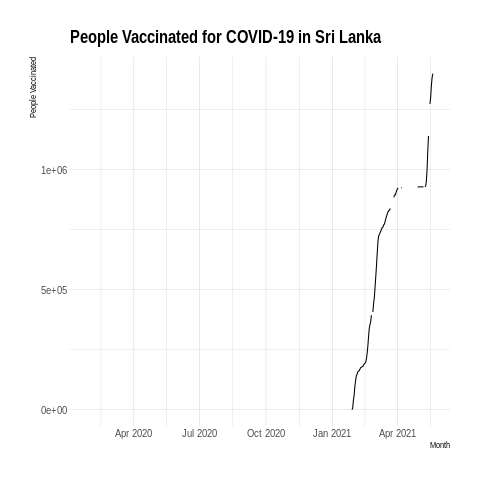 People Vaccinated for COVID-19 in Sri Lanka
People Vaccinated
1e+06
5e+05
0e+00
Apr 2020 Jul 2020 Oct 2020 Jan 2021 Apr 2021
Month